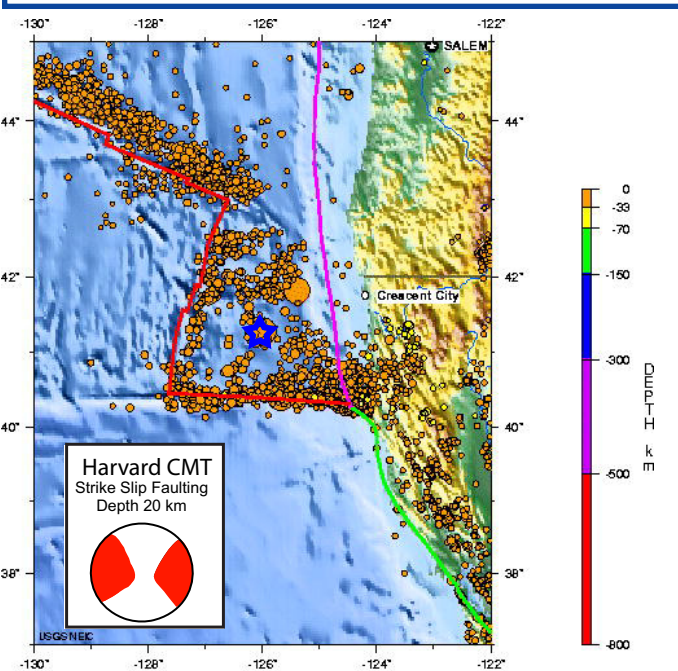 -130° -128° -126° -124° -122°
SALEM
44° 44°
0
-33
-70
42° 42°
-150
Crescent City
-300
DEPTH km
40° 40°
Harvard CMT
Strike Slip Faulting
Depth 20 km
-500
38° 38°
USGS NEIC
-800
-130° -128° -126° -124° -122°